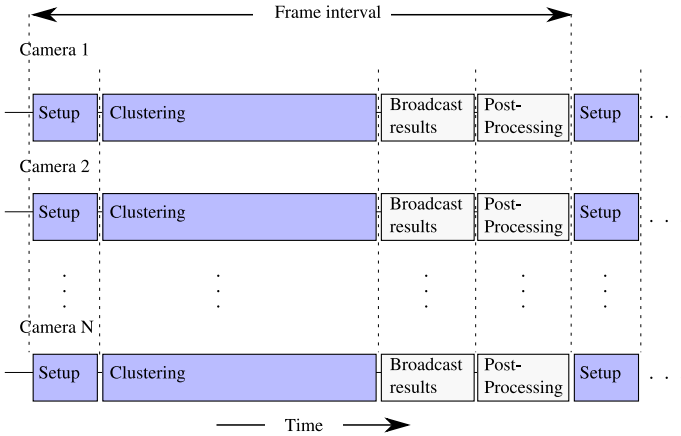 Frame interval
Camera 1
Setup Clustering Broadcast results Post-Processing Setup . .
Camera 2
Setup Clustering Broadcast results Post-Processing Setup . .
Camera N
Setup Clustering Broadcast results Post-Processing Setup . .
Time